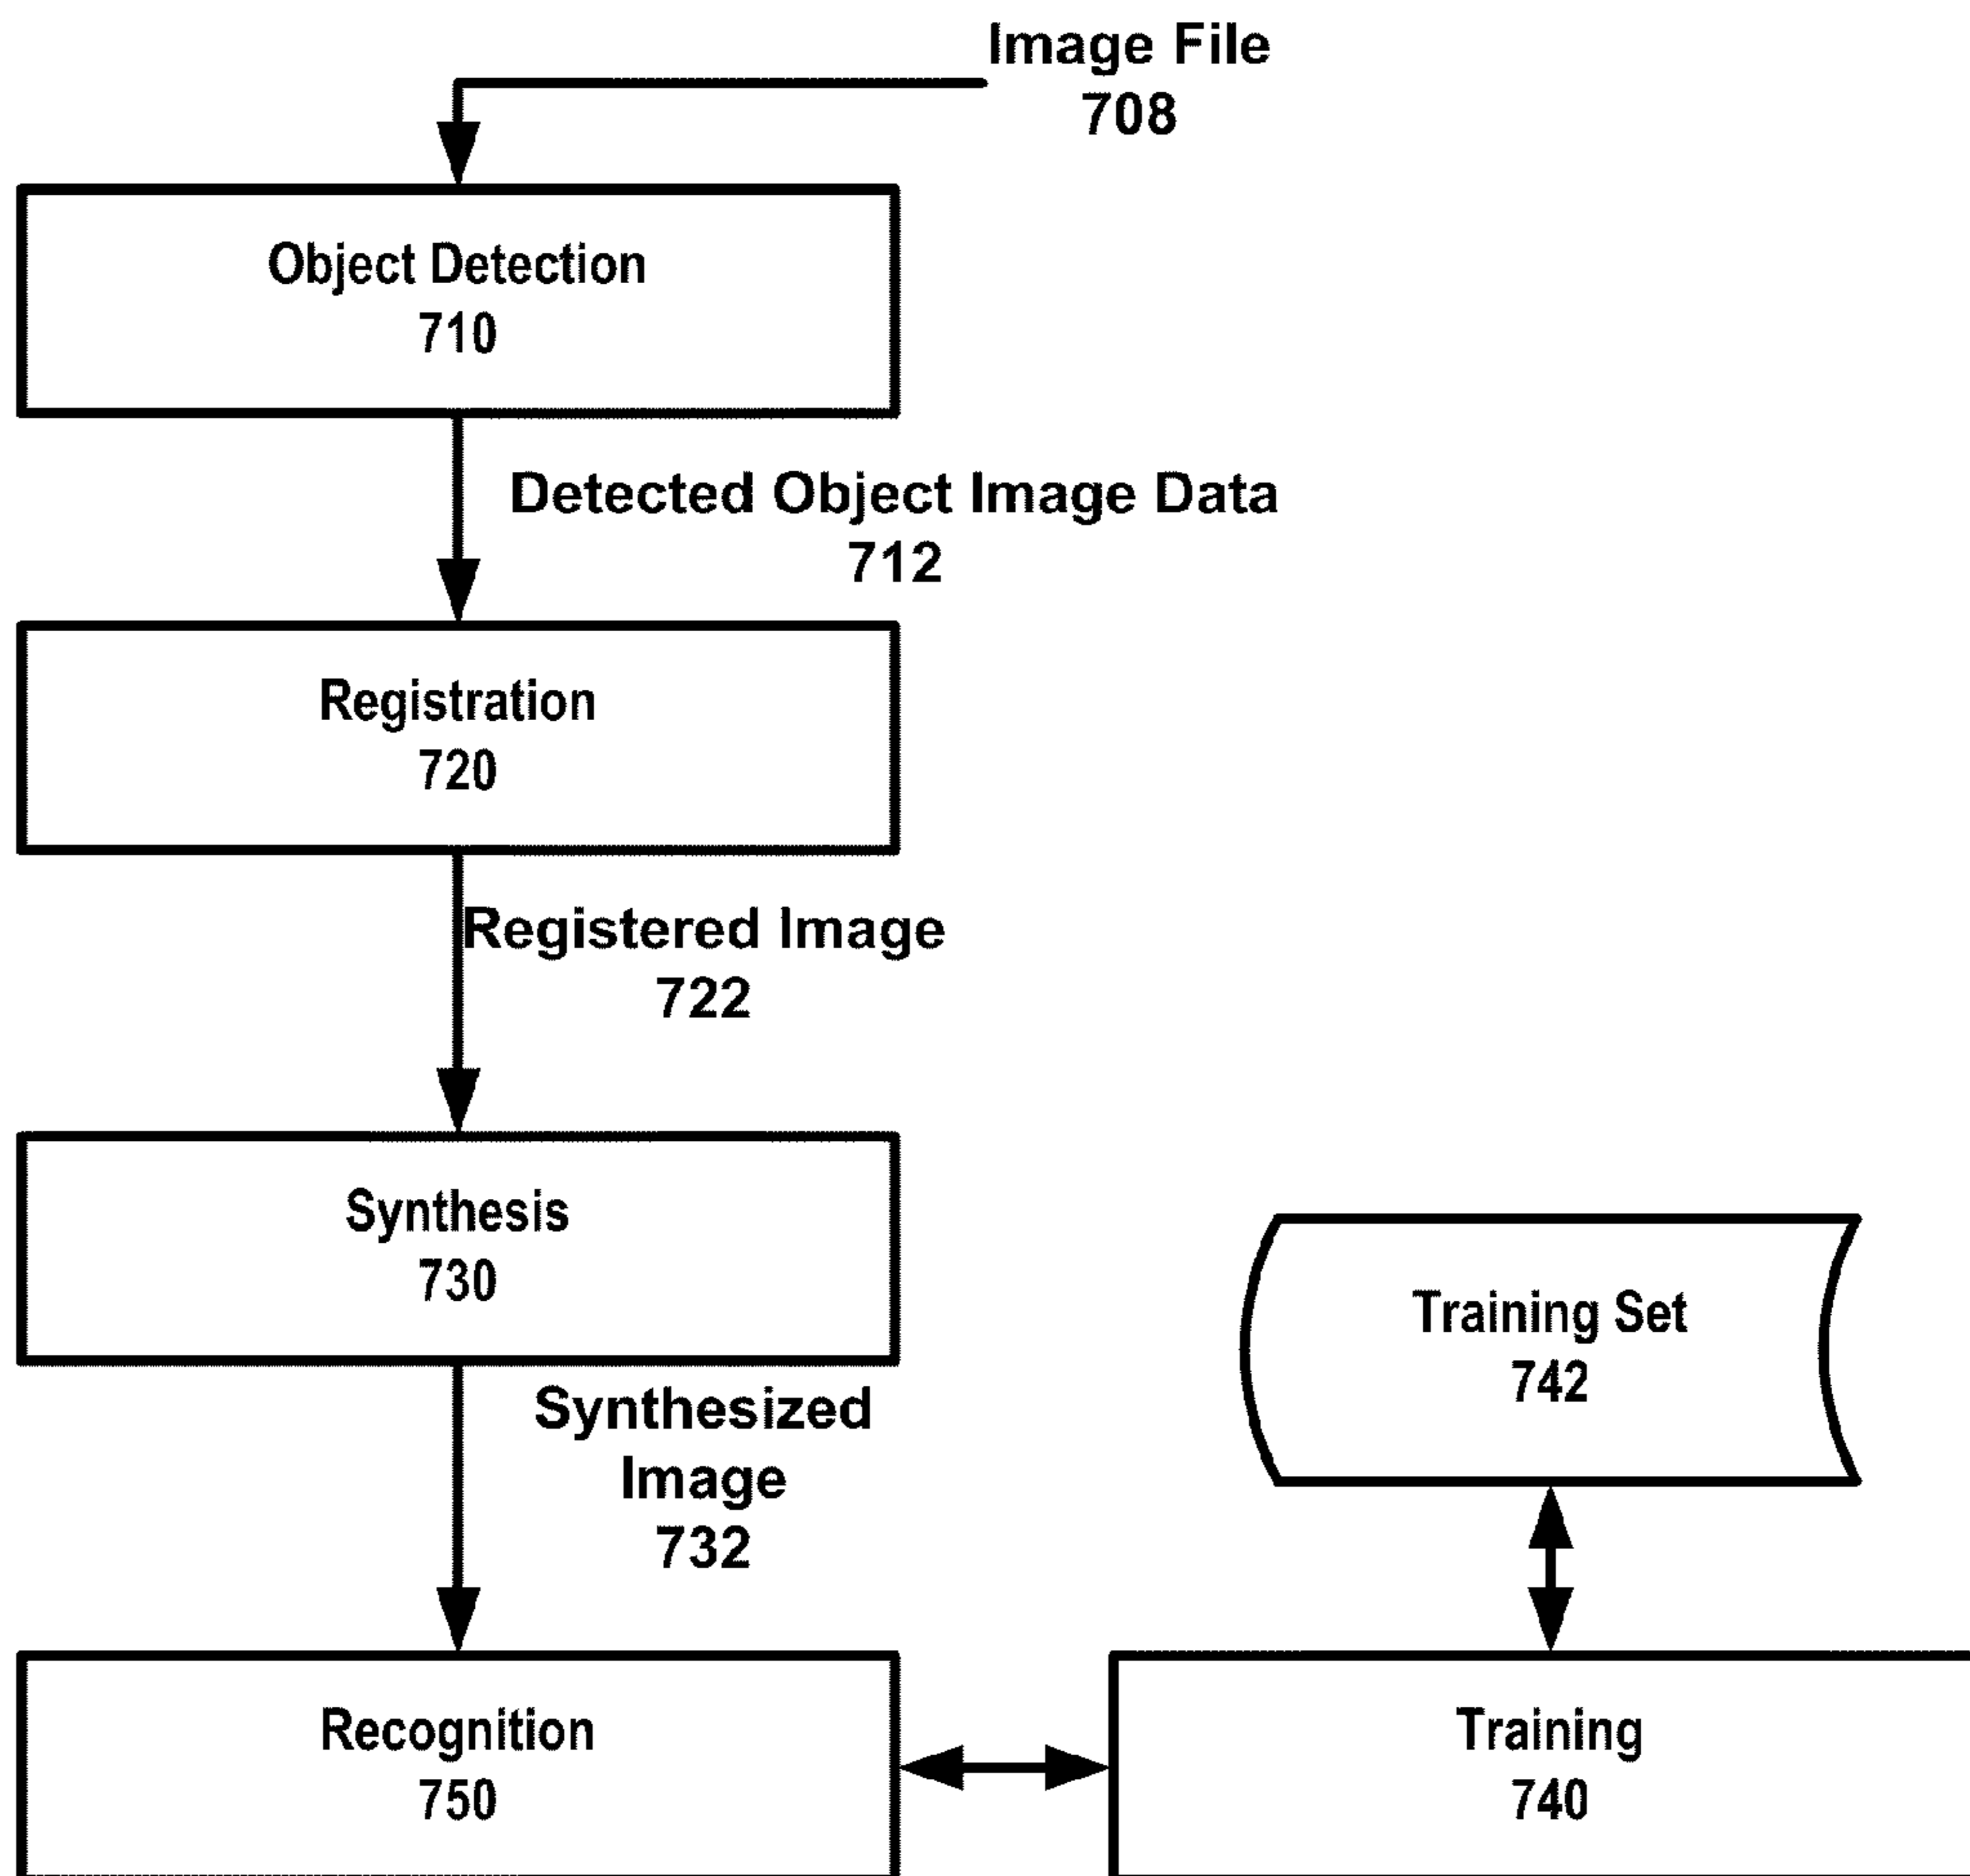 Image File
708
Object Detection
710
Detected Object Image Data
712
Registration
720
Registered Image
722
Synthesis
730
Synthesized
Image
732
Training Set
742
Recognition
750
Training
740